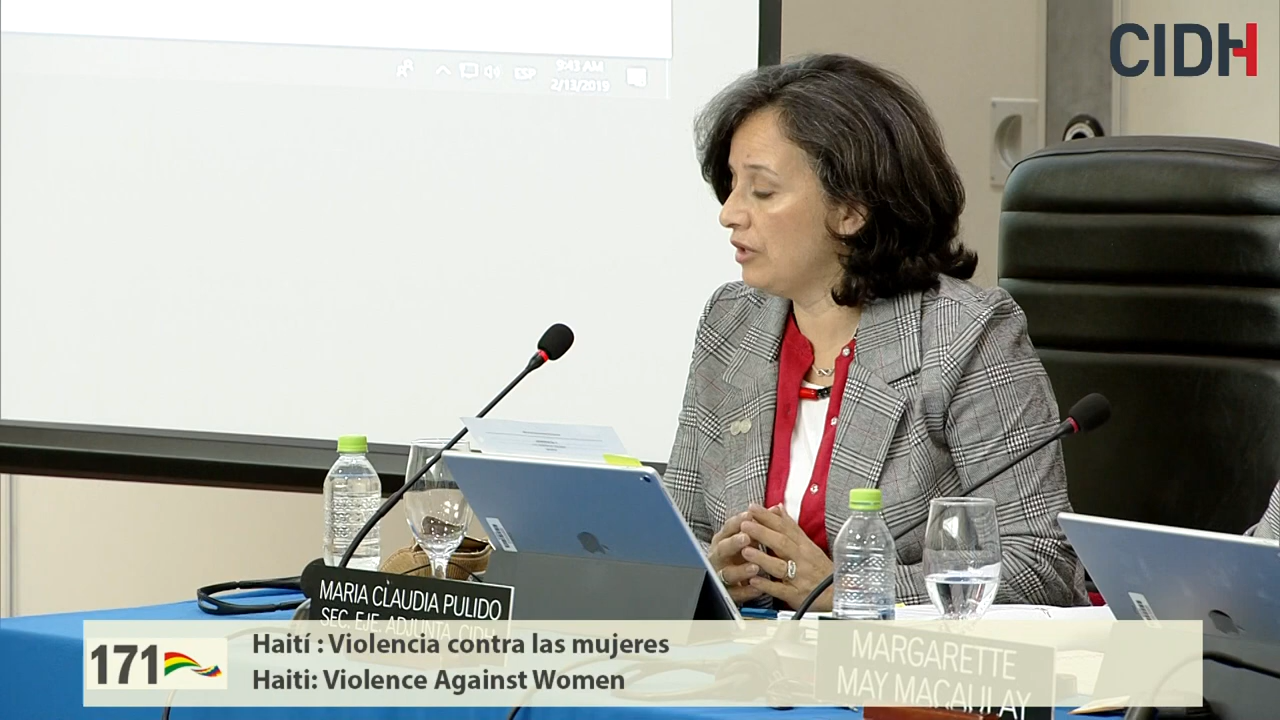 CIDH
9:43 AM
ESP
2/13/2019
MARIA CLAUDIA PULIDO
SEC. EJE. ADJUNTA, CIDH
171
Haití : Violencia contra las mujeres
Haiti: Violence Against Women
MARGARETTE
MAY MACAULAY